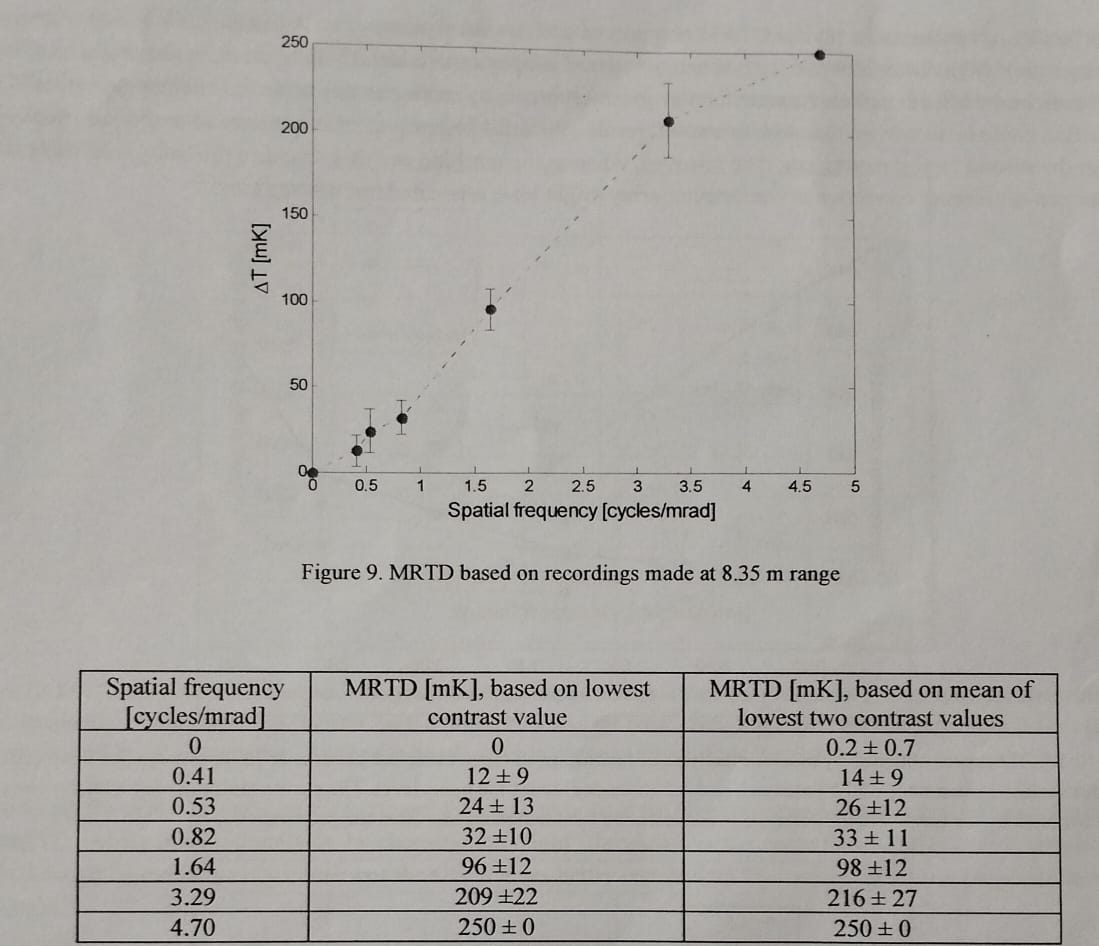 250
200
150
100
50
0
ΔT [mK]
0 0.5 1 1.5 2 2.5 3 3.5 4 4.5 5
Spatial frequency [cycles/mrad]
Figure 9. MRTD based on recordings made at 8.35 m range
Spatial frequency [cycles/mrad] MRTD [mK], based on lowest contrast value MRTD [mK], based on mean of lowest two contrast values
0 0 0.2 ± 0.7
0.41 12 ± 9 14 ± 9
0.53 24 ± 13 26 ±12
0.82 32 ±10 33 ± 11
1.64 96 ±12 98 ±12
3.29 209 ±22 216 ± 27
4.70 250 ± 0 250 ± 0